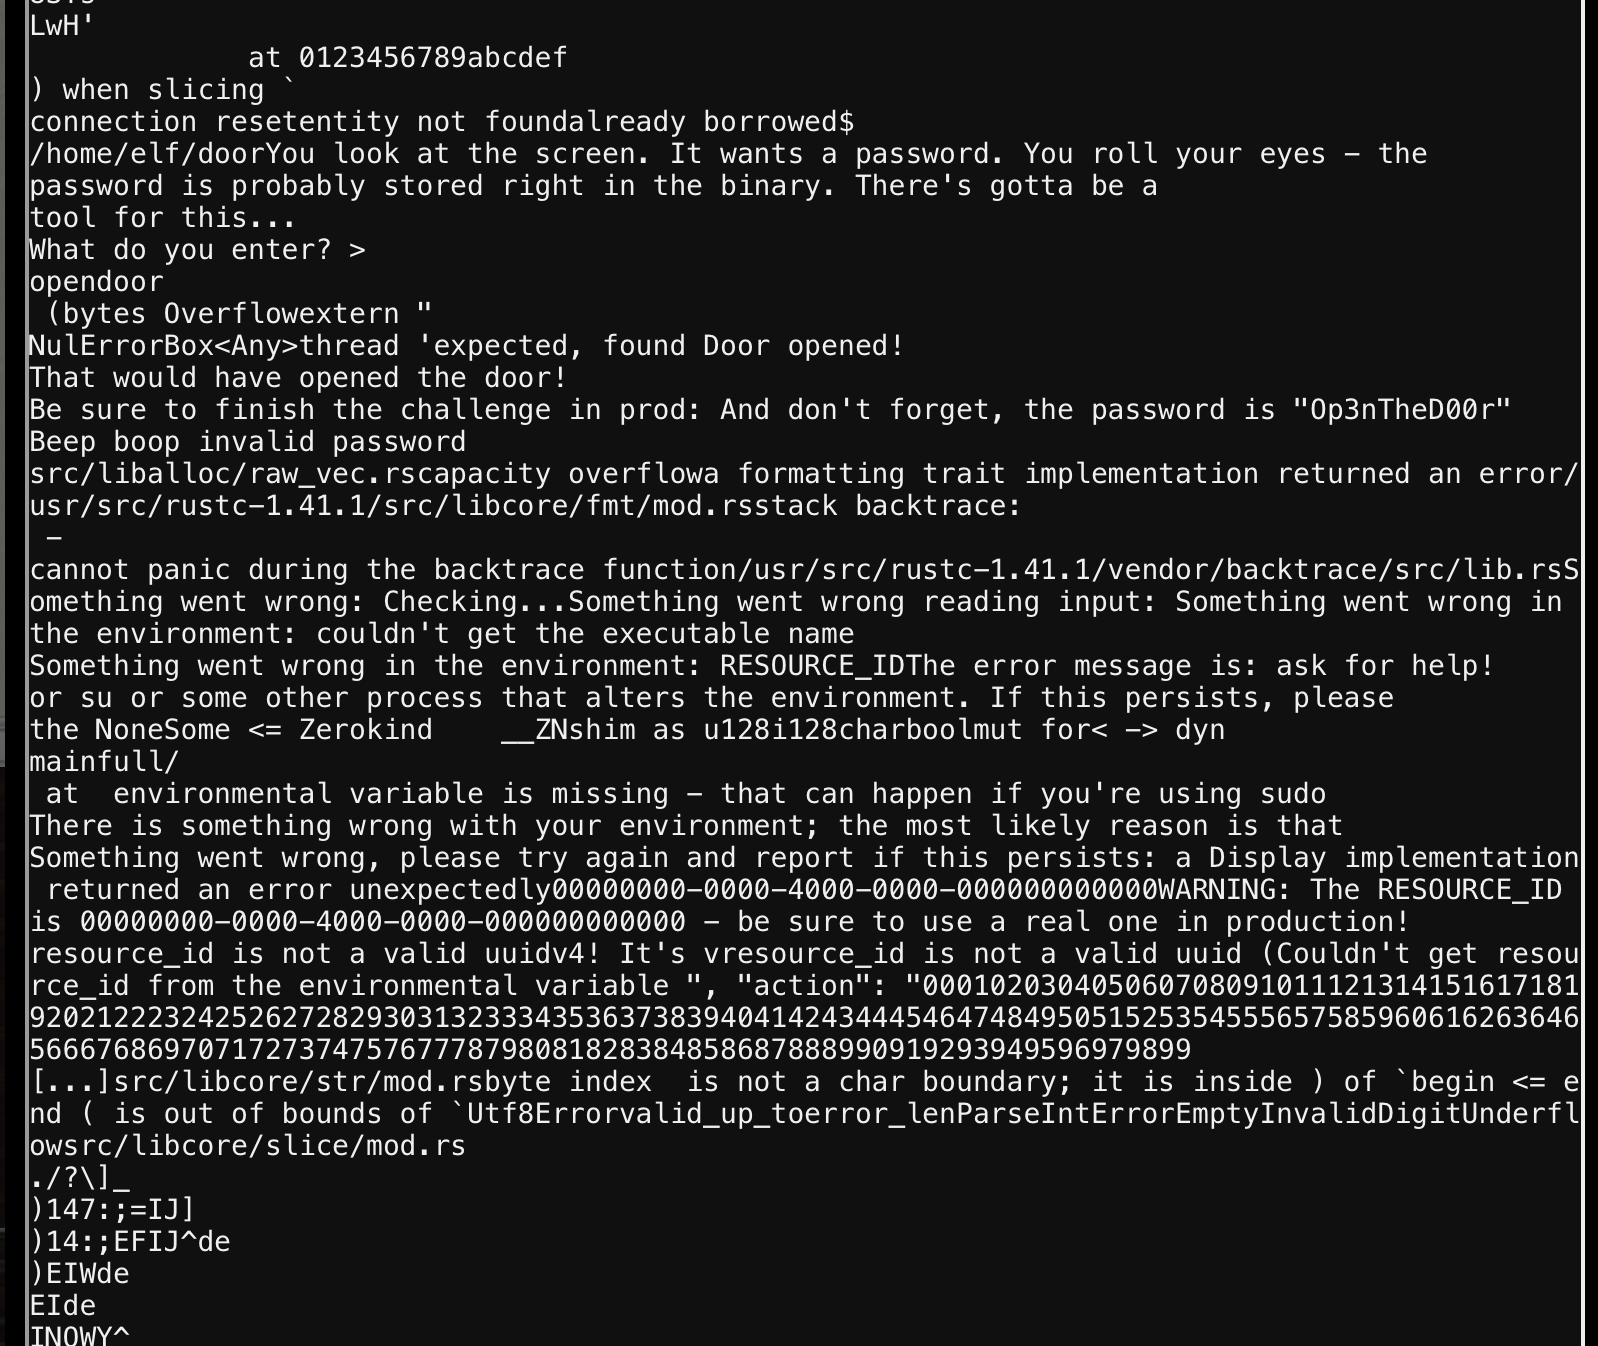 LwH'
at 0123456789abcdef
) when slicing `
connection resetentity not foundalready borrowed$
/home/elf/doorYou look at the screen. It wants a password. You roll your eyes - the
password is probably stored right in the binary. There's gotta be a
tool for this...
What do you enter? >
opendoor
(bytes Overflowextern "
NulErrorBox<Any>thread 'expected, found Door opened!
That would have opened the door!
Be sure to finish the challenge in prod: And don't forget, the password is "Op3nTheD00r"
Beep boop invalid password
src/liballoc/raw_vec.rscapacity overflowa formatting trait implementation returned an error/
usr/src/rustc-1.41.1/src/libcore/fmt/mod.rsstack backtrace:
-
cannot panic during the backtrace function/usr/src/rustc-1.41.1/vendor/backtrace/src/lib.rsS
omething went wrong: Checking...Something went wrong reading input: Something went wrong in
the environment: couldn't get the executable name
Something went wrong in the environment: RESOURCE_IDThe error message is: ask for help!
or su or some other process that alters the environment. If this persists, please
the NoneSome <= Zerokind    __ZNshim as u128i128charboolmut for< -> dyn
mainfull/
at  environmental variable is missing - that can happen if you're using sudo
There is something wrong with your environment; the most likely reason is that
Something went wrong, please try again and report if this persists: a Display implementation
returned an error unexpectedly00000000-0000-4000-0000-000000000000WARNING: The RESOURCE_ID
is 00000000-0000-4000-0000-000000000000 - be sure to use a real one in production!
resource_id is not a valid uuidv4! It's vresource_id is not a valid uuid (Couldn't get resou
rce_id from the environmental variable ", "action": "000102030405060708091011121314151617181
92021222324252627282930313233343536373839404142434445464748495051525354555657585960616263646
566676869707172737475767778798081828384858687888990919293949596979899
[...]src/libcore/str/mod.rsbyte index  is not a char boundary; it is inside ) of `begin <= e
nd ( is out of bounds of `Utf8Errorvalid_up_toerror_lenParseIntErrorEmptyInvalidDigitUnderfl
owsrc/libcore/slice/mod.rs
./?\]_
)147:;=IJ]
)14:;EFIJ^de
)EIWde
EIde
INOWY^